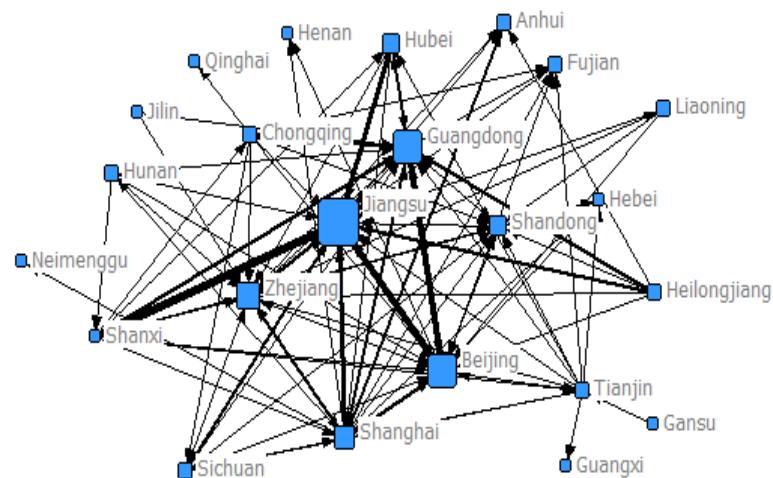 Anhui
Henan
Hubei
Qinghai
Fujian
Jilin
Liaoning
Chongqing
Guangdong
Hunan
Hebei
Jiangsu
Shandong
Neimenggu
Zhejiang
Heilongjiang
Shanxi
Beijing
Tianjin
Gansu
Shanghai
Guangxi
Sichuan